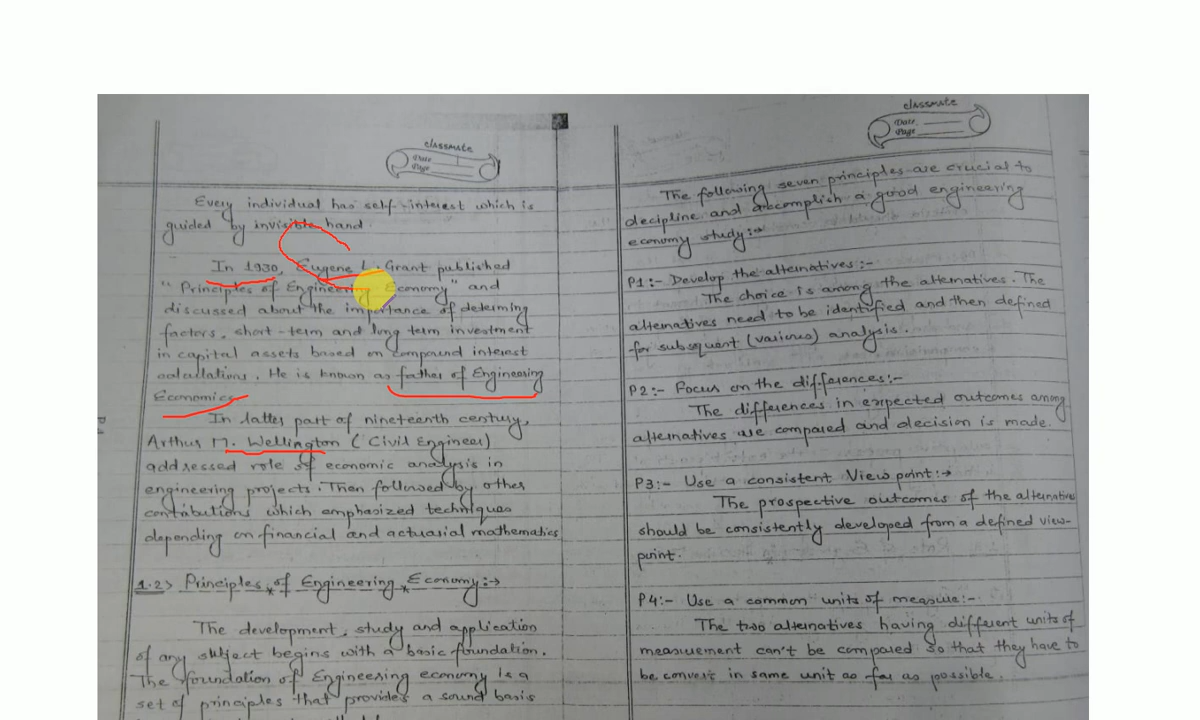 classmate
Date
Page
Every individual has self-interest which is
guided by invisible hand.
In 1930, Eugene L. Grant published
"Principles of Engineering Economy" and
discussed about the importance of determing
factors, short-term and long term investment
in capital assets based on compound interest
calculations. He is known as father of Engineering
Economics
In latter part of nineteenth century,
Arthur M. Wellington (Civil Engineer)
addressed role of economic analysis in
engineering projects. Then followed by other
contributions which emphasized techniques
depending on financial and actuarial mathematics
1.2> Principles of Engineering Economy:→
The development, study and application
of any subject begins with a basic foundation.
The foundation of Engineering economy is a
set of principles that provides a sound basis
classmate
Date
Page
The following seven principles are crucial to
decipline and accomplish a good engineering
economy study:→
P1:- Develop the alternatives:-
The choice is among the alternatives. The
alternatives need to be identified and then defined
for subsequent (various) analysis.
P2:- Focus on the differences:-
The differences in expected outcomes among
alternatives are compared and decision is made.
P3:- Use a consistent View point:→
The prospective outcomes of the alternative
should be consistently developed from a defined view-
point.
P4:- Use a common units of measure:-
The two alternatives having different units of
measurement can't be compared so that they have to
be convert in same unit as far as possible.